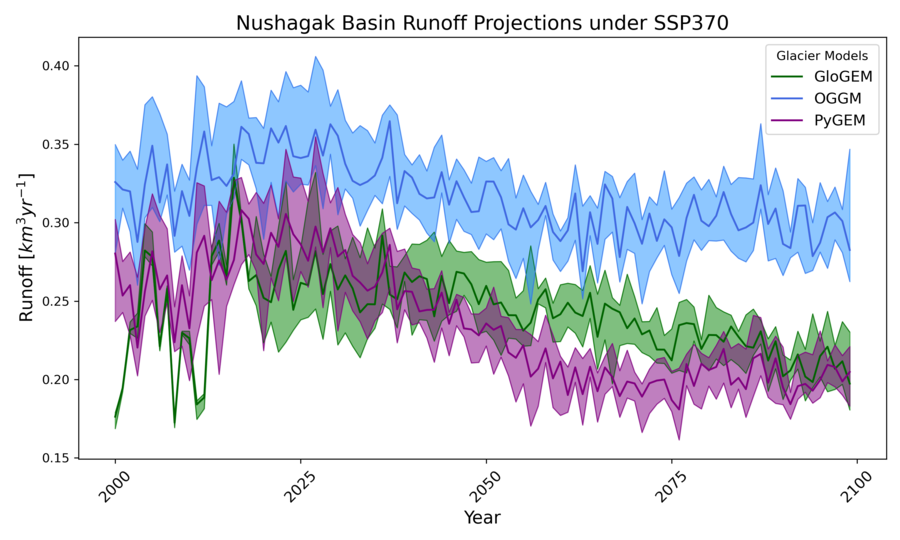 Nushagak Basin Runoff Projections under SSP370
Glacier Models
GloGEM
OGGM
PyGEM
Runoff [km³yr⁻¹]
0.40
0.35
0.30
0.25
0.20
0.15
2000
2025
2050
2075
2100
Year